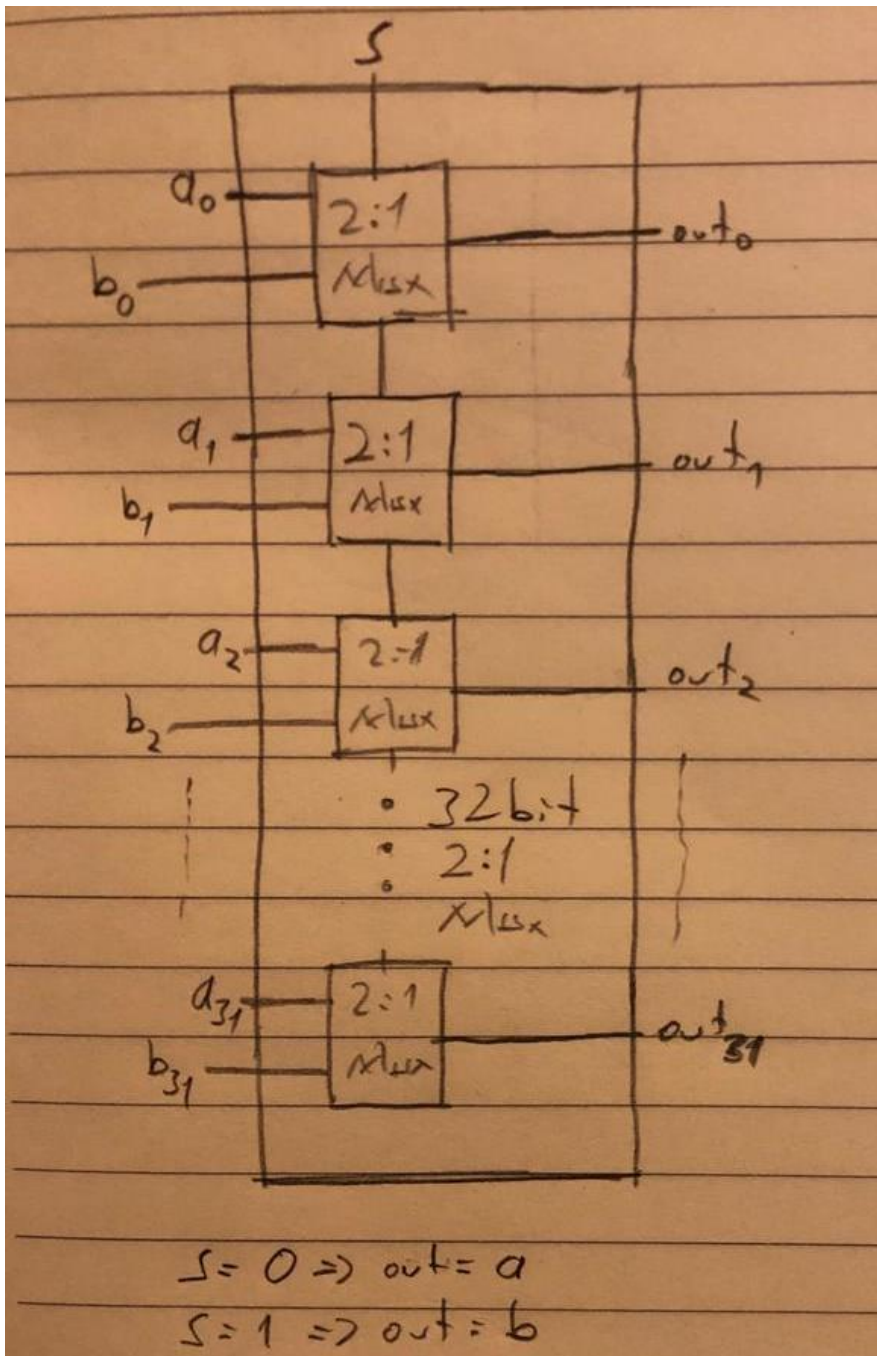 S
a0 2:1 out0
b0 Mux
a1 2:1 out1
b1 Mux
a2 2:1 out2
b2 Mux
32bit
2:1
Mux
a31 2:1 out31
b31 Mux
S = 0 => out = a
S = 1 => out = b